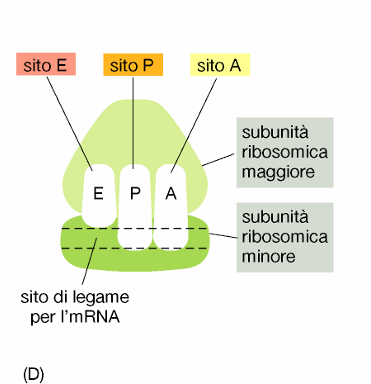 sito E
sito P
sito A
subunità
ribosomica
maggiore
E
P
A
subunità
ribosomica
minore
sito di legame
per l'mRNA
(D)